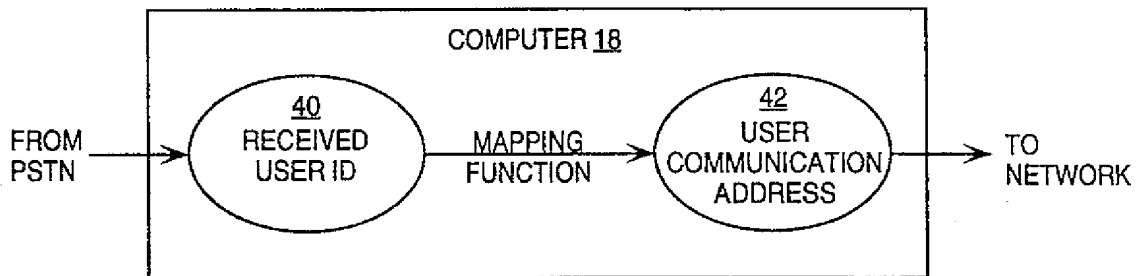 COMPUTER 18
FROM
PSTN
40
RECEIVED
USER ID
MAPPING
FUNCTION
42
USER
COMMUNICATION
ADDRESS
TO
NETWORK